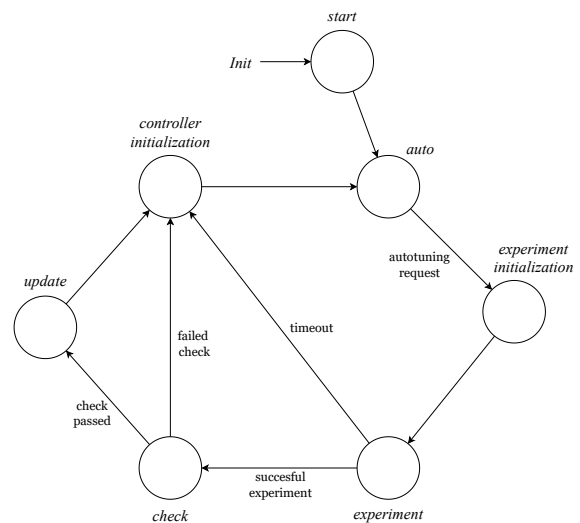 start
Init
controller
initialization
auto
autotuning
request
experiment
initialization
update
failed
check
timeout
check
passed
succesful
experiment
check
experiment